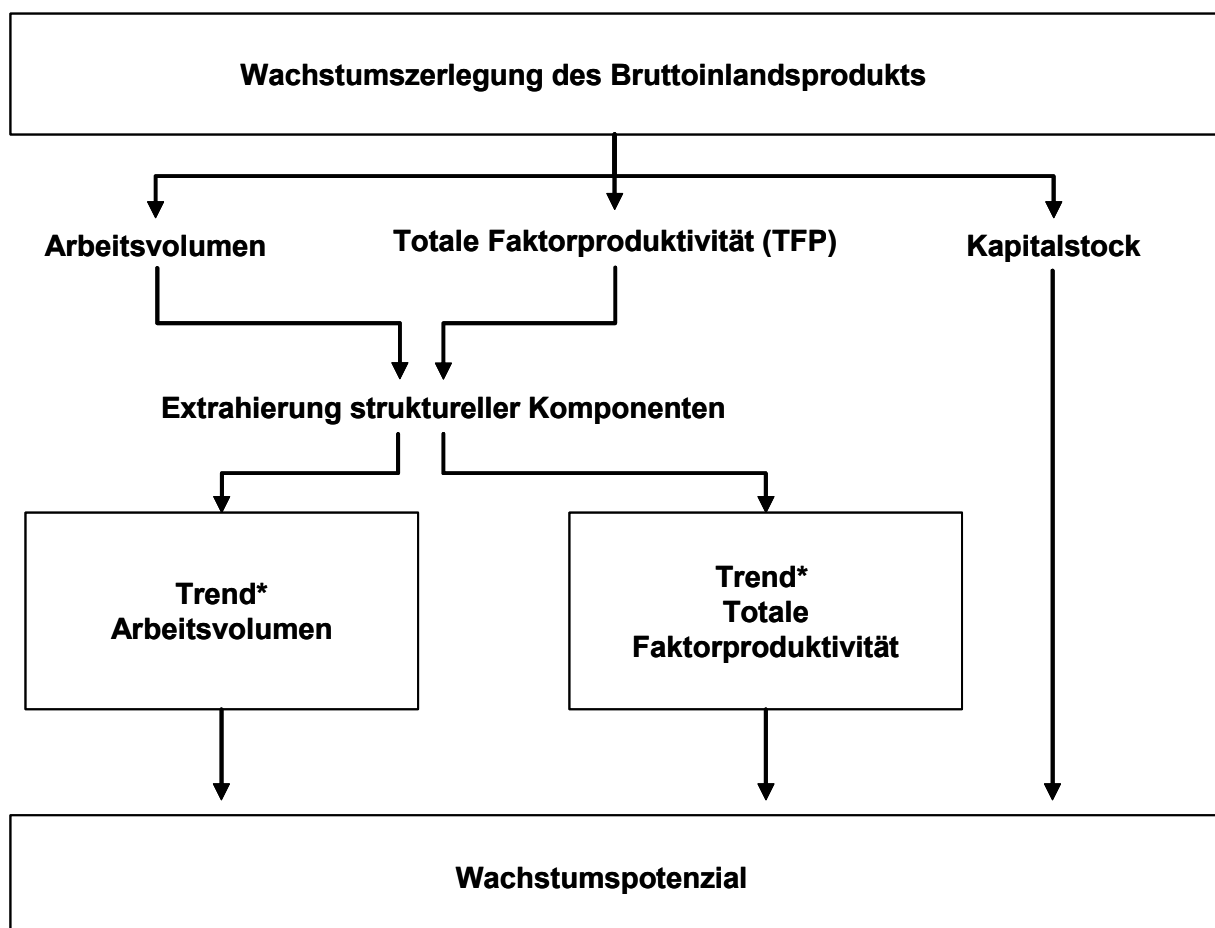 Wachstumszerlegung des Bruttoinlandsprodukts
Arbeitsvolumen
Totale Faktorproduktivität (TFP)
Kapitalstock
Extrahierung struktureller Komponenten
Trend*
Arbeitsvolumen
Trend*
Totale
Faktorproduktivität
Wachstumspotenzial